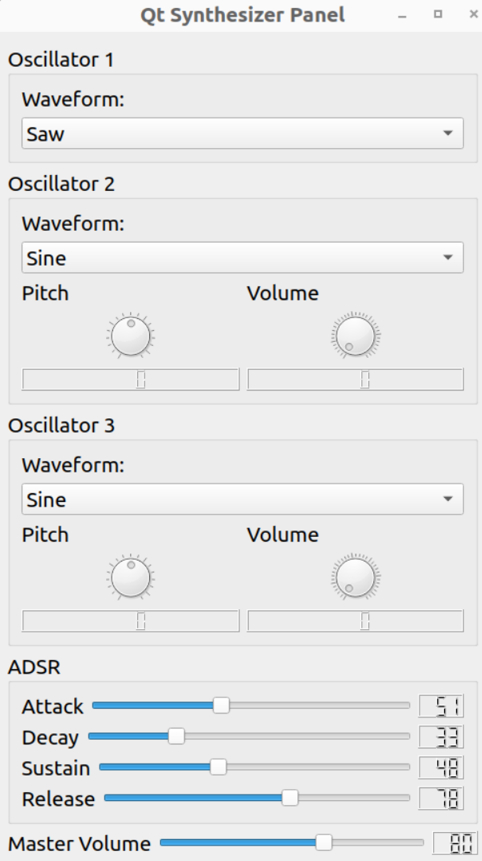 Qt Synthesizer Panel
Oscillator 1
Waveform:
Saw
Oscillator 2
Waveform:
Sine
Pitch Volume
0 0
Oscillator 3
Waveform:
Sine
Pitch Volume
0 0
ADSR
Attack 51
Decay 33
Sustain 48
Release 78
Master Volume 80